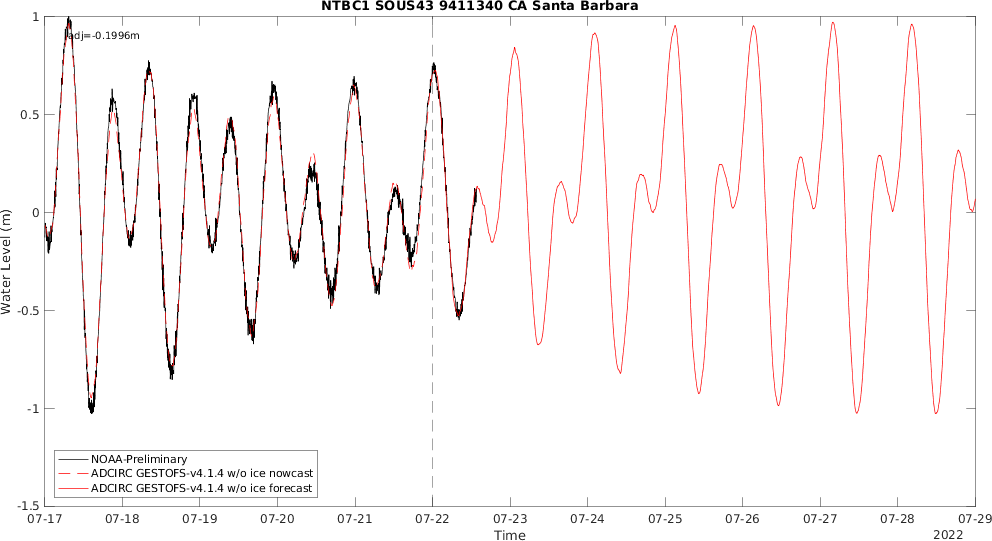 NTBC1 SOUS43 9411340 CA Santa Barbara
adj=-0.1996m
1
0.5
0
-0.5
-1
-1.5
Water Level (m)
NOAA-Preliminary
ADCIRC GESTOFS-v4.1.4 w/o ice nowcast
ADCIRC GESTOFS-v4.1.4 w/o ice forecast
07-17 07-18 07-19 07-20 07-21 07-22 07-23 07-24 07-25 07-26 07-27 07-28 07-29
Time
2022